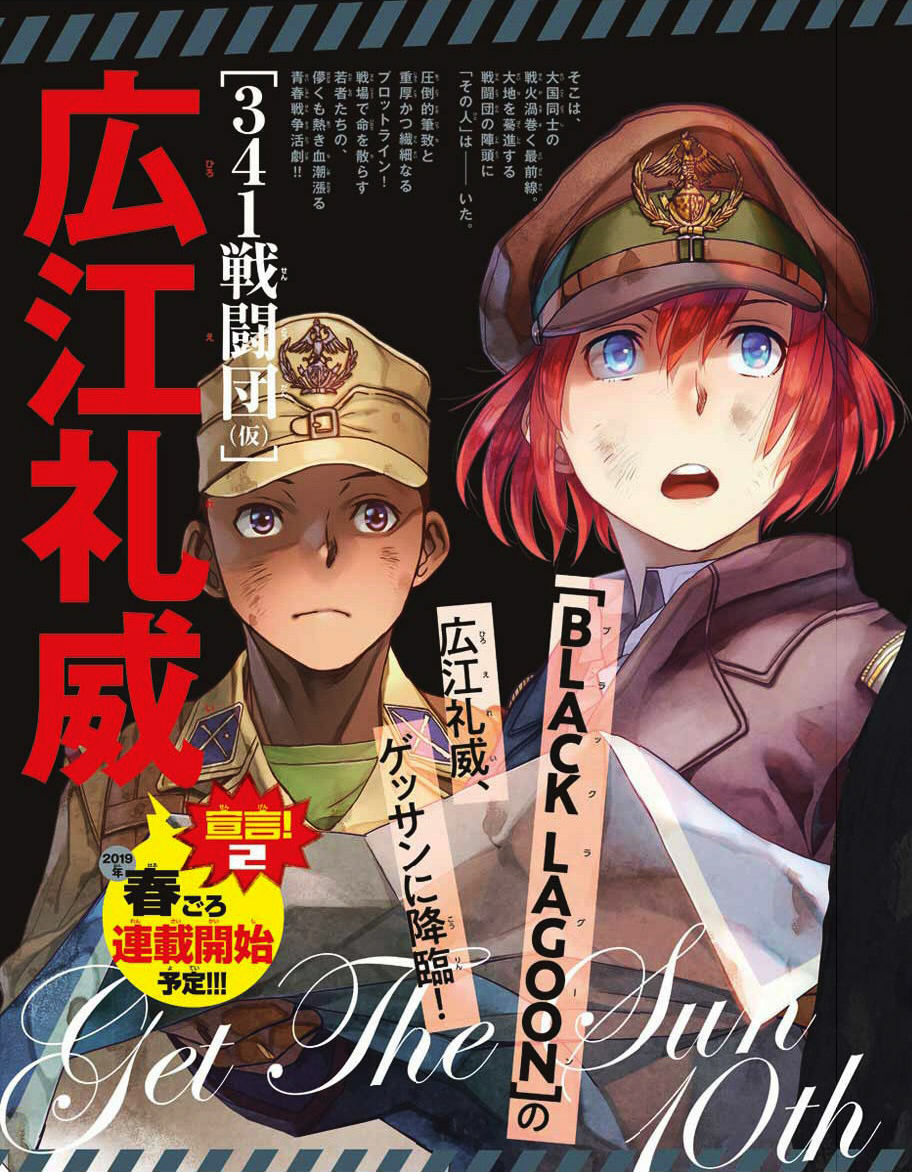 そこは、
大国同士の
戦火渦巻く最前線。
大地を驀進する
戦闘団の陣頭に
「その人」は── いた。
圧倒的筆致と
重厚かつ繊細なる
プロットライン！
戦場で命を散らす
若者たちの、
儚くも熱き血潮漲る
青春戦争活劇!!
［341戦闘団（仮）］
広江礼威
［BLACK LAGOON］の
広江礼威、
ゲッサンに降臨！
宣言!
2
2019年
春ごろ
連載開始
予定!!!
Get The Sun
10th